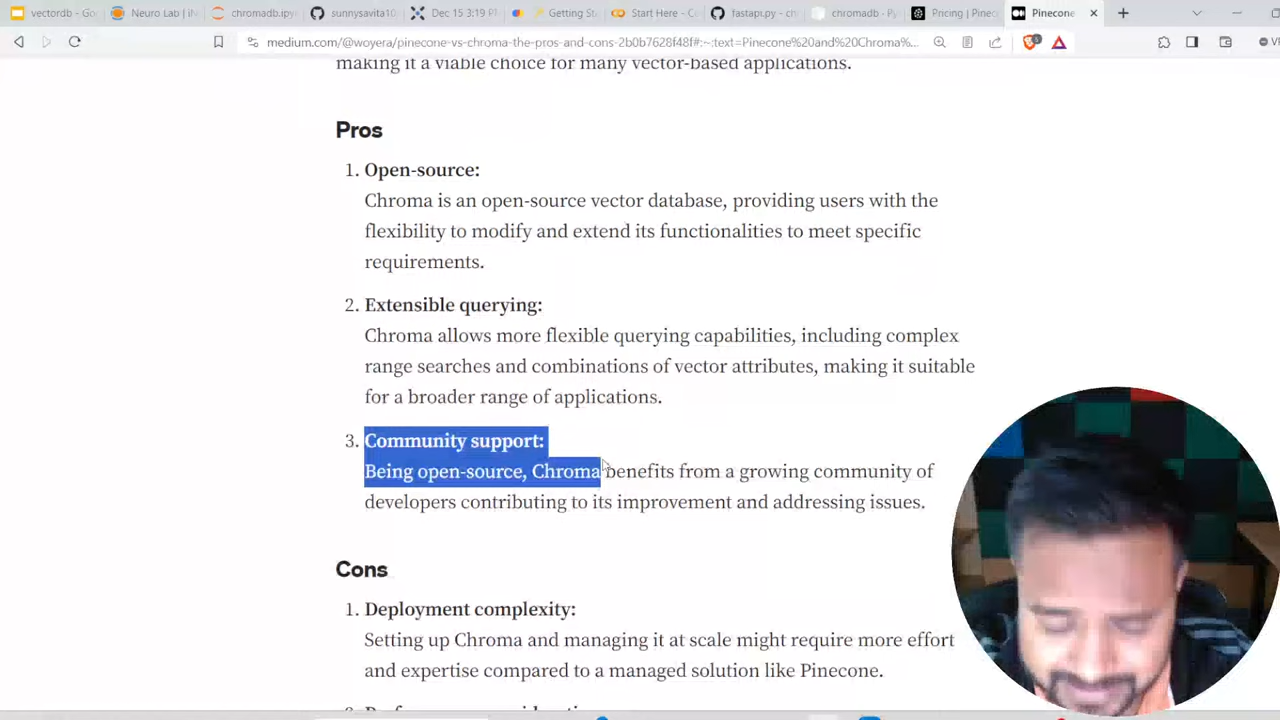 vectordb - Go
Neuro Lab | iN
chromadb.ipy
sunnysavita10
Dec 15 3:19 P
Getting St
Start Here - C
fastapi.py - ch
chromadb - Py
Pricing | Pinec
Pinecone
medium.com/@woyera/pinecone-vs-chroma-the-pros-and-cons-2b0b7628f48f#:~:text=Pinecone%20and%20Chroma%...
VP
making it a viable choice for many vector-based applications.
Pros
1. Open-source:
Chroma is an open-source vector database, providing users with the
flexibility to modify and extend its functionalities to meet specific
requirements.
2. Extensible querying:
Chroma allows more flexible querying capabilities, including complex
range searches and combinations of vector attributes, making it suitable
for a broader range of applications.
3. Community support:
Being open-source, Chroma benefits from a growing community of
developers contributing to its improvement and addressing issues.
Cons
1. Deployment complexity:
Setting up Chroma and managing it at scale might require more effort
and expertise compared to a managed solution like Pinecone.